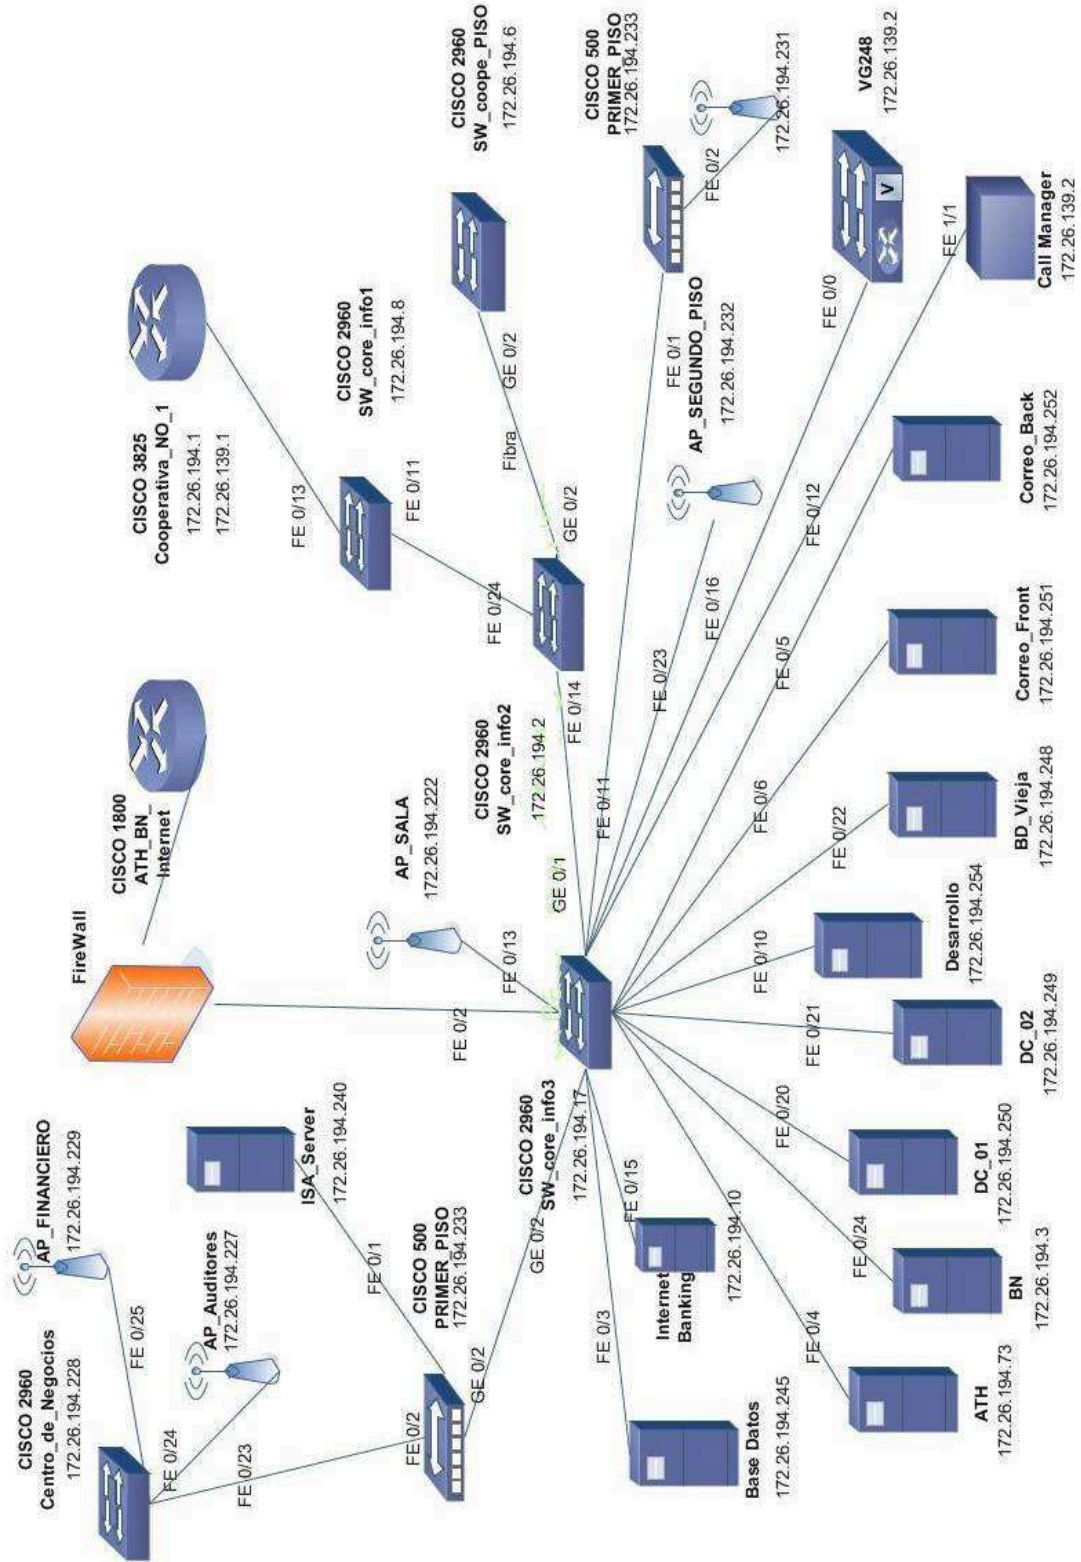 CISCO 2960
Centro_de_Negocios
172.26.194.228
AP_FINANCIERO
172.26.194.229
FE 0/25
FE 0/24
FE 0/23
AP_Auditores
172.26.194.227
ISA_Server
172.26.194.240
FE 0/1
FE 0/2
CISCO 500
PRIMER_PISO
172.26.194.233
GE 0/2
GE 0/2
FireWall
CISCO 1800
ATH_BN_
Internet
FE 0/2
AP_SALA
172.26.194.222
FE 0/13
CISCO 3825
Cooperativa_NO_1
172.26.194.1
172.26.139.1
FE 0/13
CISCO 2960
SW_core_info1
172.26.194.8
FE 0/11
FE 0/24
CISCO 2960
SW_coope_PISO
172.26.194.6
GE 0/2
Fibra
GE 0/2
CISCO 2960
SW_core_info2
172.26.194.2
FE 0/14
GE 0/1
CISCO 2960
SW_core_info3
172.26.194.17
CISCO 500
PRIMER_PISO
172.26.194.233
FE 0/2
172.26.194.231
FE 0/1
FE 0/11
AP_SEGUNDO_PISO
172.26.194.232
FE 0/23
VG248
172.26.139.2
FE 0/0
FE 0/16
FE 1/1
FE 0/12
Call Manager
172.26.139.2
FE 0/5
Correo_Back
172.26.194.252
FE 0/6
Correo_Front
172.26.194.251
FE 0/22
BD_Vieja
172.26.194.248
FE 0/10
Desarrollo
172.26.194.254
FE 0/21
DC_02
172.26.194.249
FE 0/20
DC_01
172.26.194.250
FE 0/24
BN
172.26.194.3
FE 0/4
ATH
172.26.194.73
FE 0/15
Internet
Banking
172.26.194.10
FE 0/3
Base Datos
172.26.194.245
V